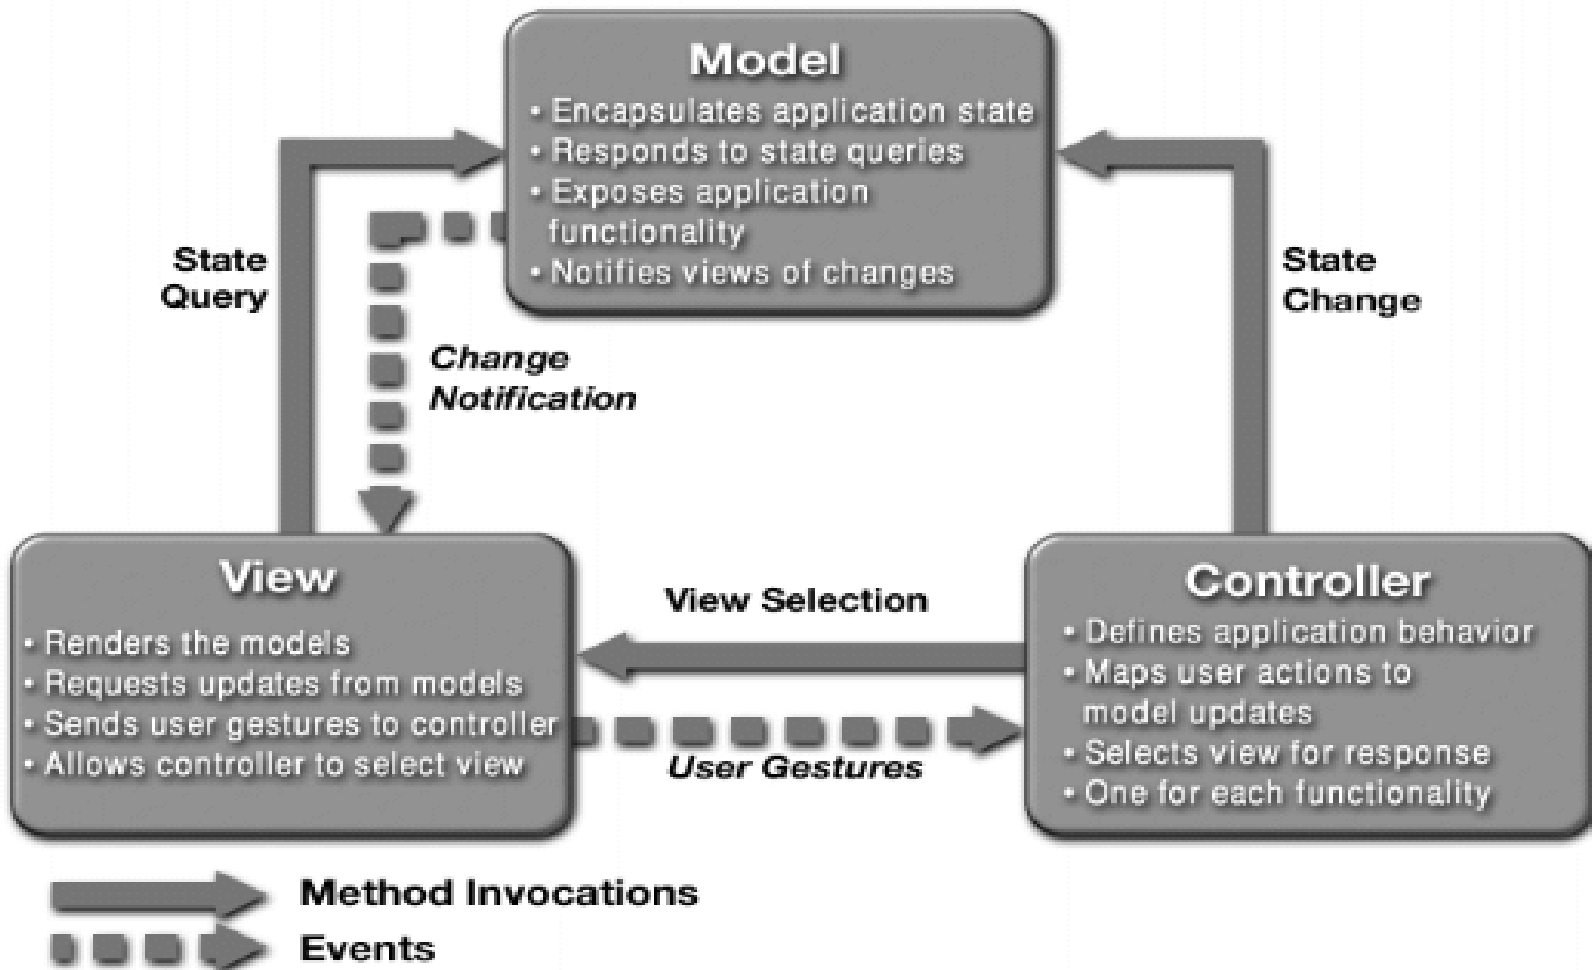 Model
• Encapsulates application state
• Responds to state queries
• Exposes application
functionality
• Notifies views of changes
State
Query
Change
Notification
State
Change
View
• Renders the models
• Requests updates from models
• Sends user gestures to controller
• Allows controller to select view
View Selection
User Gestures
Controller
• Defines application behavior
• Maps user actions to
model updates
• Selects view for response
• One for each functionality
Method Invocations
Events